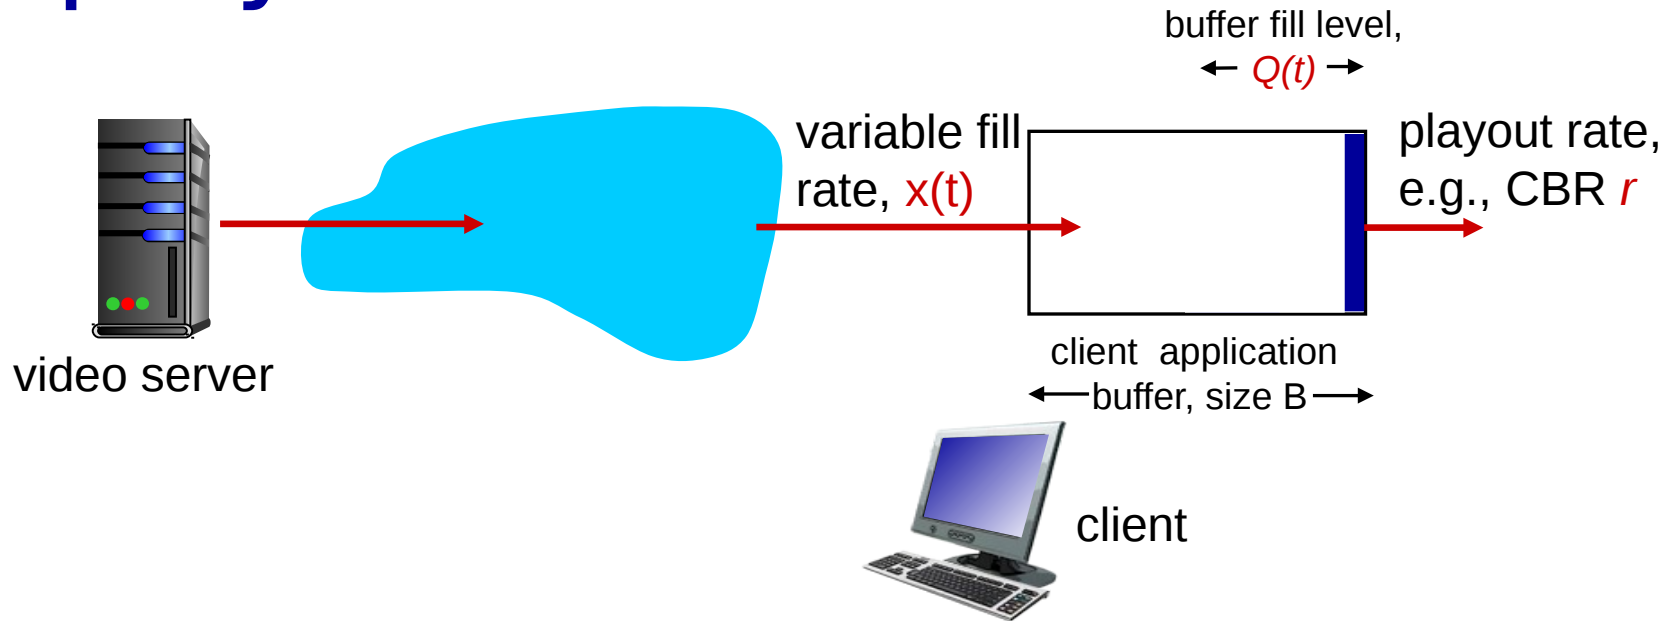 buffer fill level,
Q(t)
variable fill
rate, x(t)
playout rate,
e.g., CBR r
video server
client application
buffer, size B
client